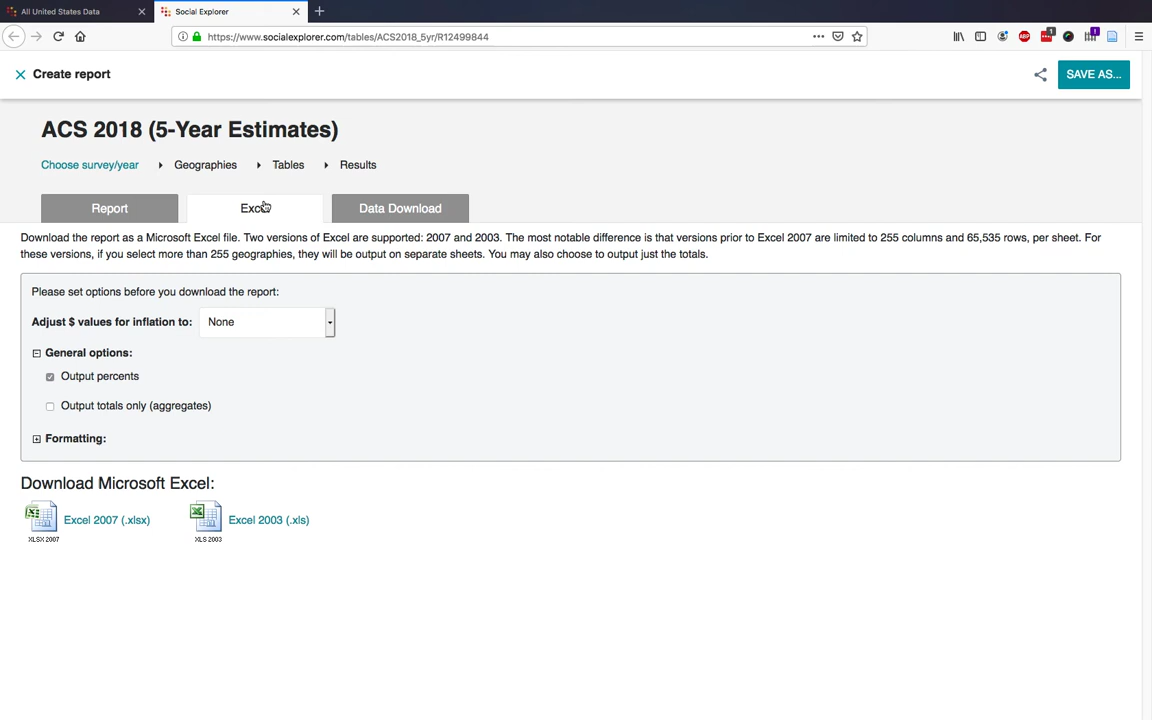 All United States Data
Social Explorer
https://www.socialexplorer.com/tables/ACS2018_5yr/R12499844
ABP
1
Create report
SAVE AS...
ACS 2018 (5-Year Estimates)
Choose survey/year
Geographies
Tables
Results
Report
Excel
Data Download
Download the report as a Microsoft Excel file. Two versions of Excel are supported: 2007 and 2003. The most notable difference is that versions prior to Excel 2007 are limited to 255 columns and 65,535 rows, per sheet. For
these versions, if you select more than 255 geographies, they will be output on separate sheets. You may also choose to output just the totals.
Please set options before you download the report:
Adjust $ values for inflation to: None
General options:
Output percents
Output totals only (aggregates)
Formatting:
Download Microsoft Excel:
Excel 2007 (.xlsx)
XLSX 2007
Excel 2003 (.xls)
XLS 2003